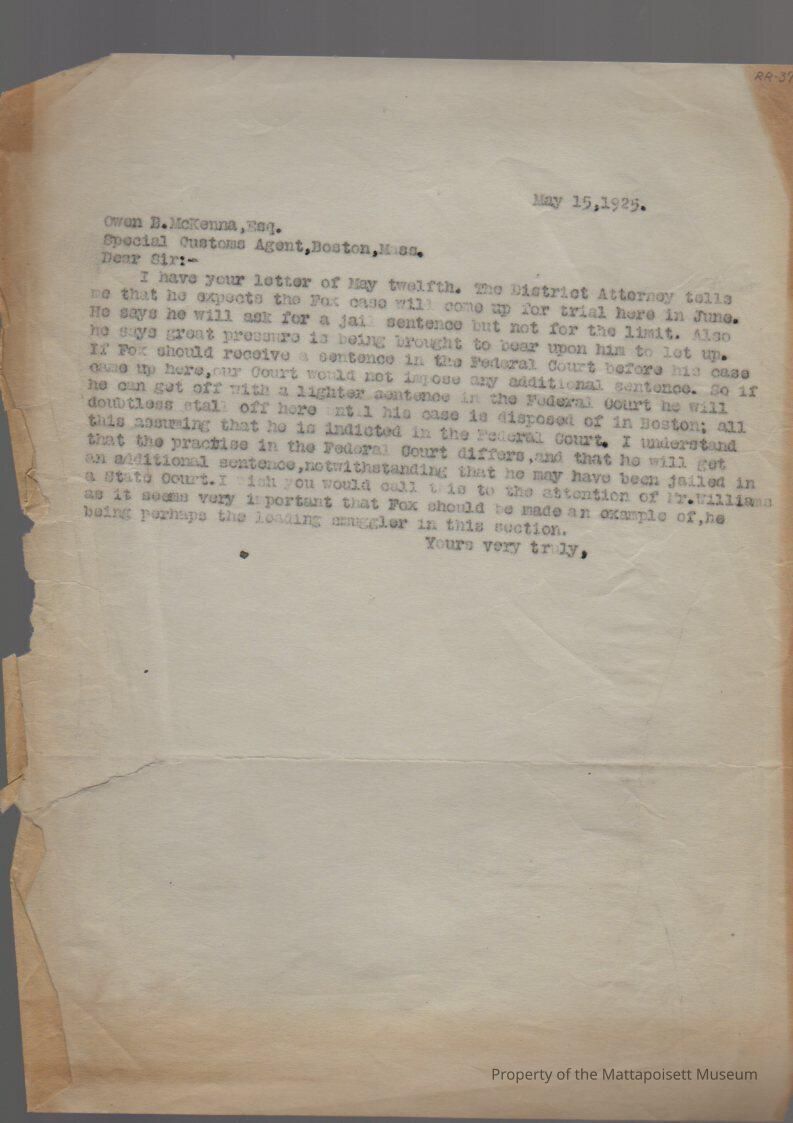 RR-37
May 15,1925.
Owen B.McKenna,Esq.
Special Customs Agent,Boston,Mass.
Dear Sir:-
I have your letter of May twelfth. The District Attorney tells
me that he expects the Fox case will come up for trial here in June.
He says he will ask for a jail sentence but not for the limit. Also
he says great pressure is being brought to bear upon him to let up.
If Fox should receive a sentence in the Federal Court before his case
came up here,our Court would not impose any additional sentence. So if
he can get off with a lighter sentence in the Federal Court he will
doubtless stall off here until his case is disposed of in Boston; all
this assuming that he is indicted in the Federal Court. I understand
that the practise in the Federal Court differs,and that he will get
an additional sentence,notwithstanding that he may have been jailed in
a State Court.I wish you would call this to the attention of Mr.Williams
as it seems very important that Fox should be made an example of,he
being perhaps the leading smuggler in this section.
Yours very truly,
Property of the Mattapoisett Museum